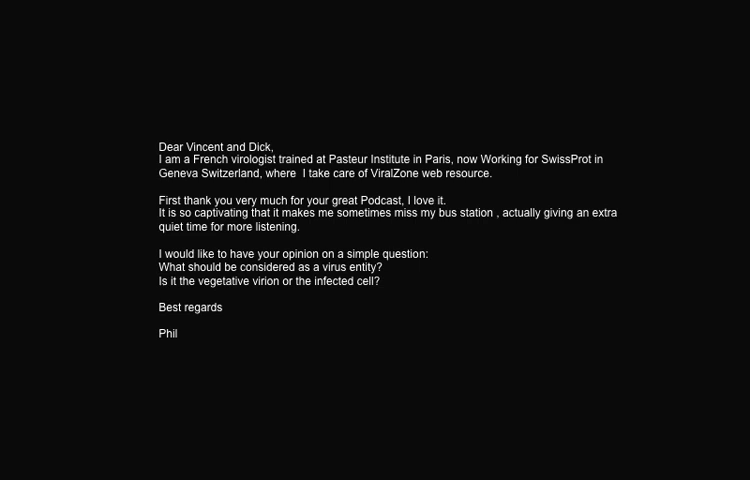 Dear Vincent and Dick,
I am a French virologist trained at Pasteur Institute in Paris, now Working for SwissProt in
Geneva Switzerland, where  I take care of ViralZone web resource.
First thank you very much for your great Podcast, I love it.
It is so captivating that it makes me sometimes miss my bus station , actually giving an extra
quiet time for more listening.
I would like to have your opinion on a simple question:
What should be considered as a virus entity?
Is it the vegetative virion or the infected cell?
Best regards
Phil